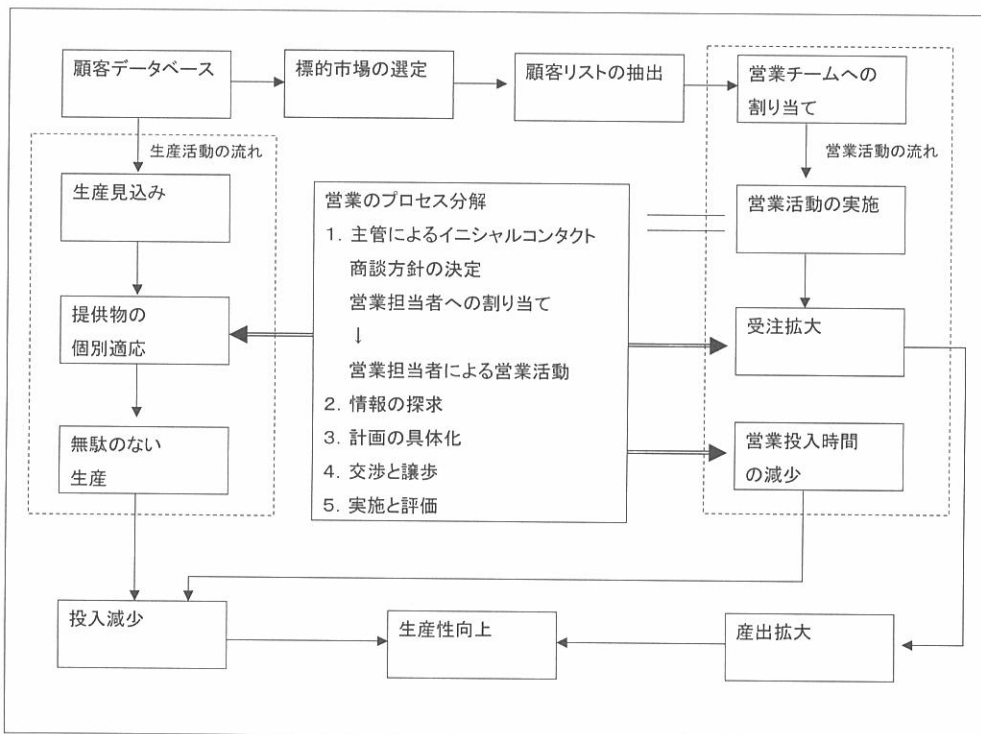 顧客データベース
標的市場の選定
顧客リストの抽出
営業チームへの
割り当て
生産活動の流れ
営業活動の流れ
生産見込み
営業のプロセス分解
1. 主管によるイニシャルコンタクト
商談方針の決定
営業担当者への割り当て
↓
営業担当者による営業活動
2. 情報の探求
3. 計画の具体化
4. 交渉と譲歩
5. 実施と評価
営業活動の実施
提供物の
個別適応
受注拡大
無駄のない
生産
営業投入時間
の減少
投入減少
生産性向上
産出拡大